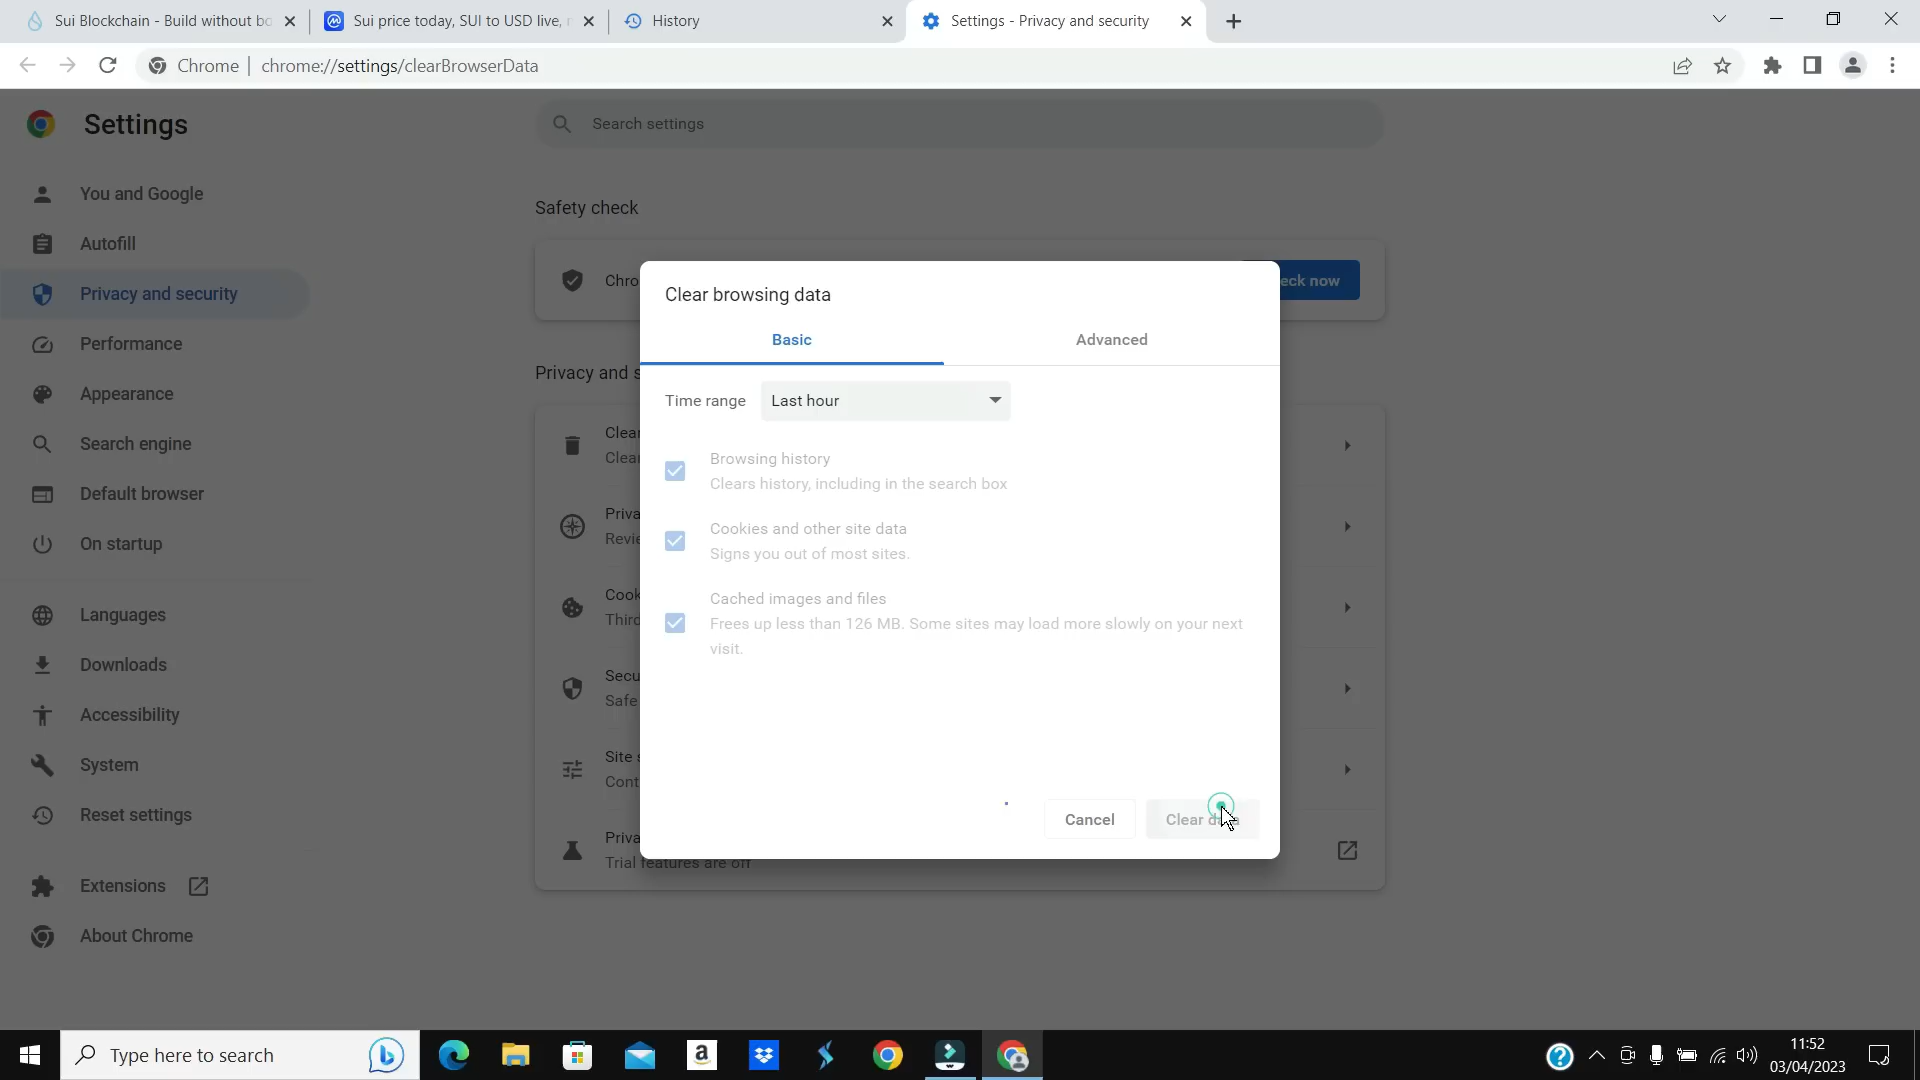 Sui Blockchain - Build without bo
Sui price today, SUI to USD live,
History
Settings - Privacy and security
Chrome
chrome://settings/clearBrowserData
Settings
Search settings
You and Google
Autofill
Privacy and security
Performance
Appearance
Search engine
Default browser
On startup
Languages
Downloads
Accessibility
System
Reset settings
Extensions
About Chrome
Safety check
Chro
eck now
Privacy and s
Clear
Clear
Priva
Revie
Cook
Third
Secu
Safe
Site s
Cont
Priva
Trial features are off
Clear browsing data
Basic
Advanced
Time range
Last hour
Browsing history
Clears history, including in the search box
Cookies and other site data
Signs you out of most sites.
Cached images and files
Frees up less than 126 MB. Some sites may load more slowly on your next
visit.
Cancel
Clear data
Type here to search
11:52
03/04/2023